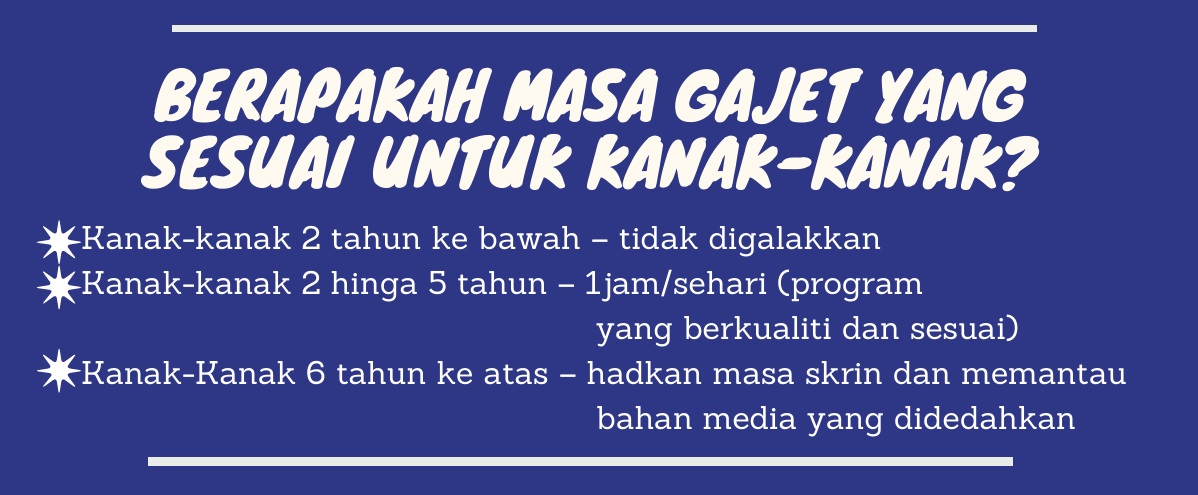 BERAPAKAH MASA GAJET YANG
SESUAI UNTUK KANAK-KANAK?
Kanak-kanak 2 tahun ke bawah – tidak digalakkan
Kanak-kanak 2 hinga 5 tahun – 1jam/sehari (program
yang berkualiti dan sesuai)
Kanak-Kanak 6 tahun ke atas – hadkan masa skrin dan memantau
bahan media yang didedahkan